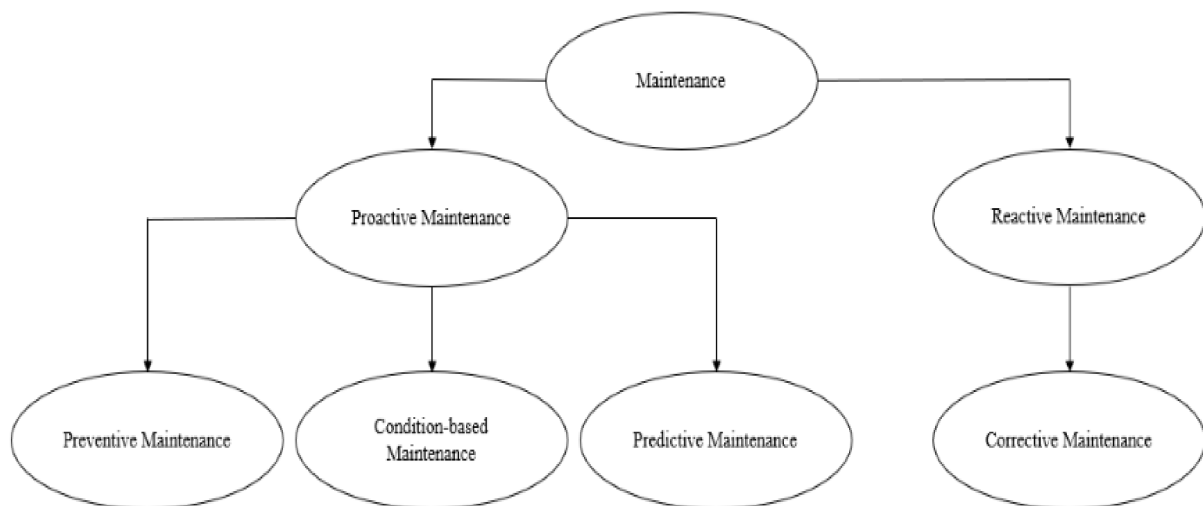 Maintenance
Proactive Maintenance
Reactive Maintenance
Preventive Maintenance
Condition-based
Maintenance
Predictive Maintenance
Corrective Maintenance